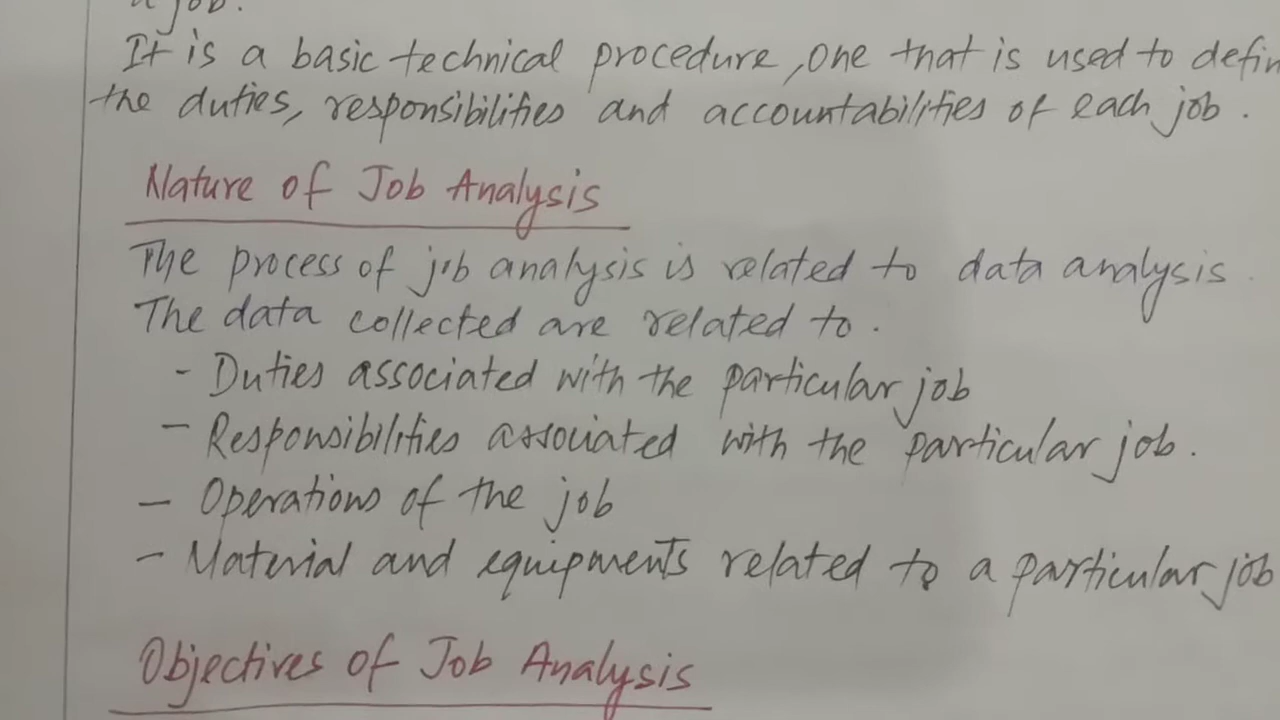 a job.
It is a basic technical procedure, one that is used to defin
the duties, responsibilities and accountabilities of each job.
Nature of Job Analysis
The process of job analysis is related to data analysis.
The data collected are related to.
- Duties associated with the particular job
- Responsibilities associated with the particular job.
- Operations of the job
- Material and equipments related to a particular job
Objectives of Job Analysis